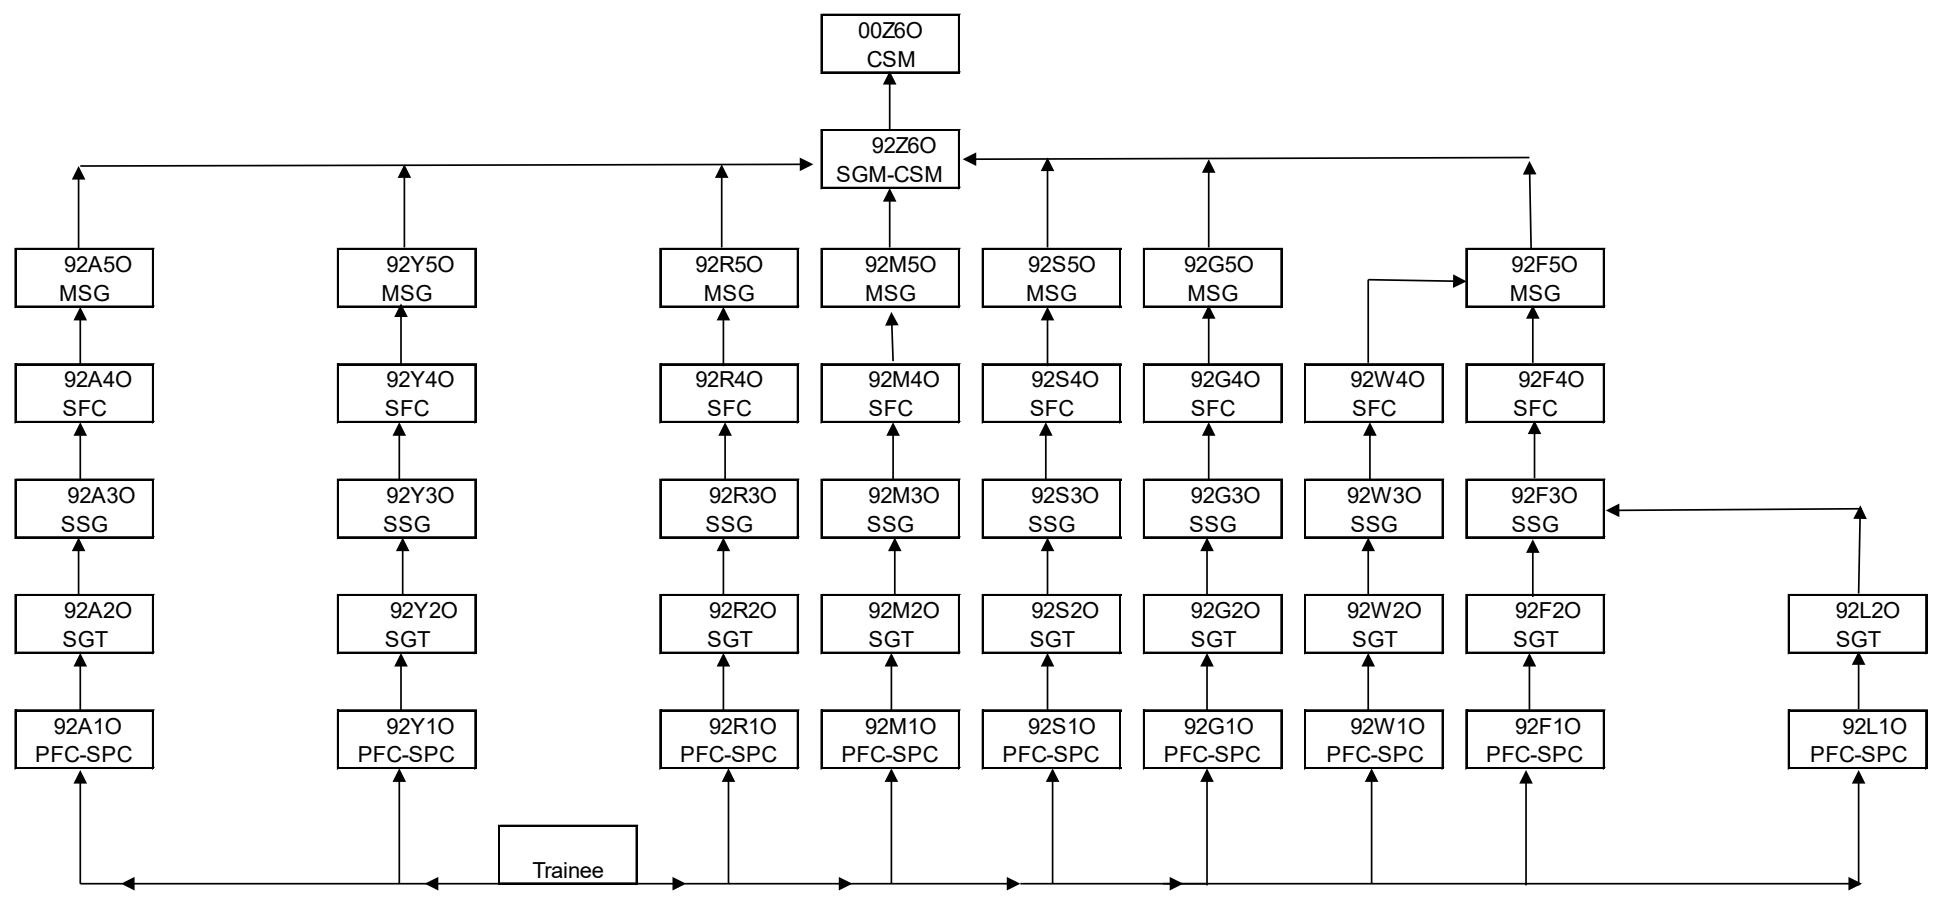 00Z6O
CSM
92Z6O
SGM-CSM
92A5O
MSG
92Y5O
MSG
92R5O
MSG
92M5O
MSG
92S5O
MSG
92G5O
MSG
92F5O
MSG
92A4O
SFC
92Y4O
SFC
92R4O
SFC
92M4O
SFC
92S4O
SFC
92G4O
SFC
92W4O
SFC
92F4O
SFC
92A3O
SSG
92Y3O
SSG
92R3O
SSG
92M3O
SSG
92S3O
SSG
92G3O
SSG
92W3O
SSG
92F3O
SSG
92A2O
SGT
92Y2O
SGT
92R2O
SGT
92M2O
SGT
92S2O
SGT
92G2O
SGT
92W2O
SGT
92F2O
SGT
92L2O
SGT
92A1O
PFC-SPC
92Y1O
PFC-SPC
92R1O
PFC-SPC
92M1O
PFC-SPC
92S1O
PFC-SPC
92G1O
PFC-SPC
92W1O
PFC-SPC
92F1O
PFC-SPC
92L1O
PFC-SPC
Trainee